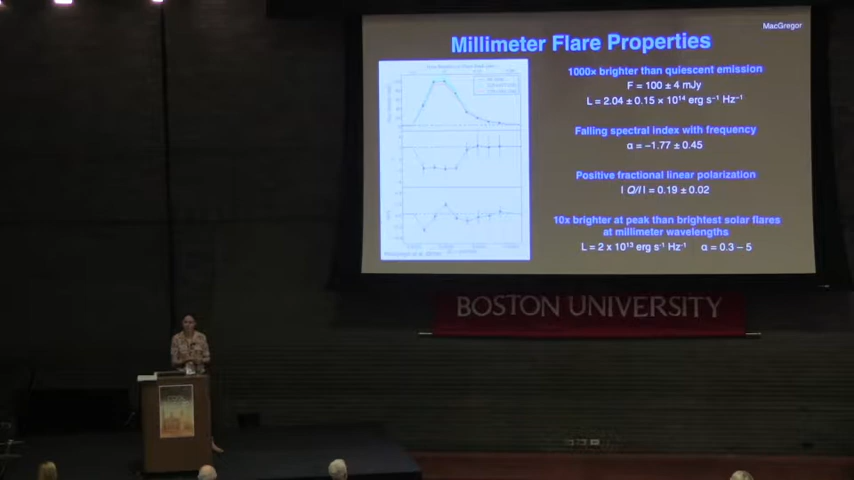 MacGregor
Millimeter Flare Properties
1000× brighter than quiescent emission
F = 100 ± 4 mJy
L = 2.04 ± 0.15 × 10¹⁴ erg s⁻¹ Hz⁻¹
Falling spectral index with frequency
α = −1.77 ± 0.45
Positive fractional linear polarization
| Q/I | = 0.19 ± 0.02
10x brighter at peak than brightest solar flares
at millimeter wavelengths
L = 2 x 10¹³ erg s⁻¹ Hz⁻¹ α = 0.3 – 5
BOSTON UNIVERSITY